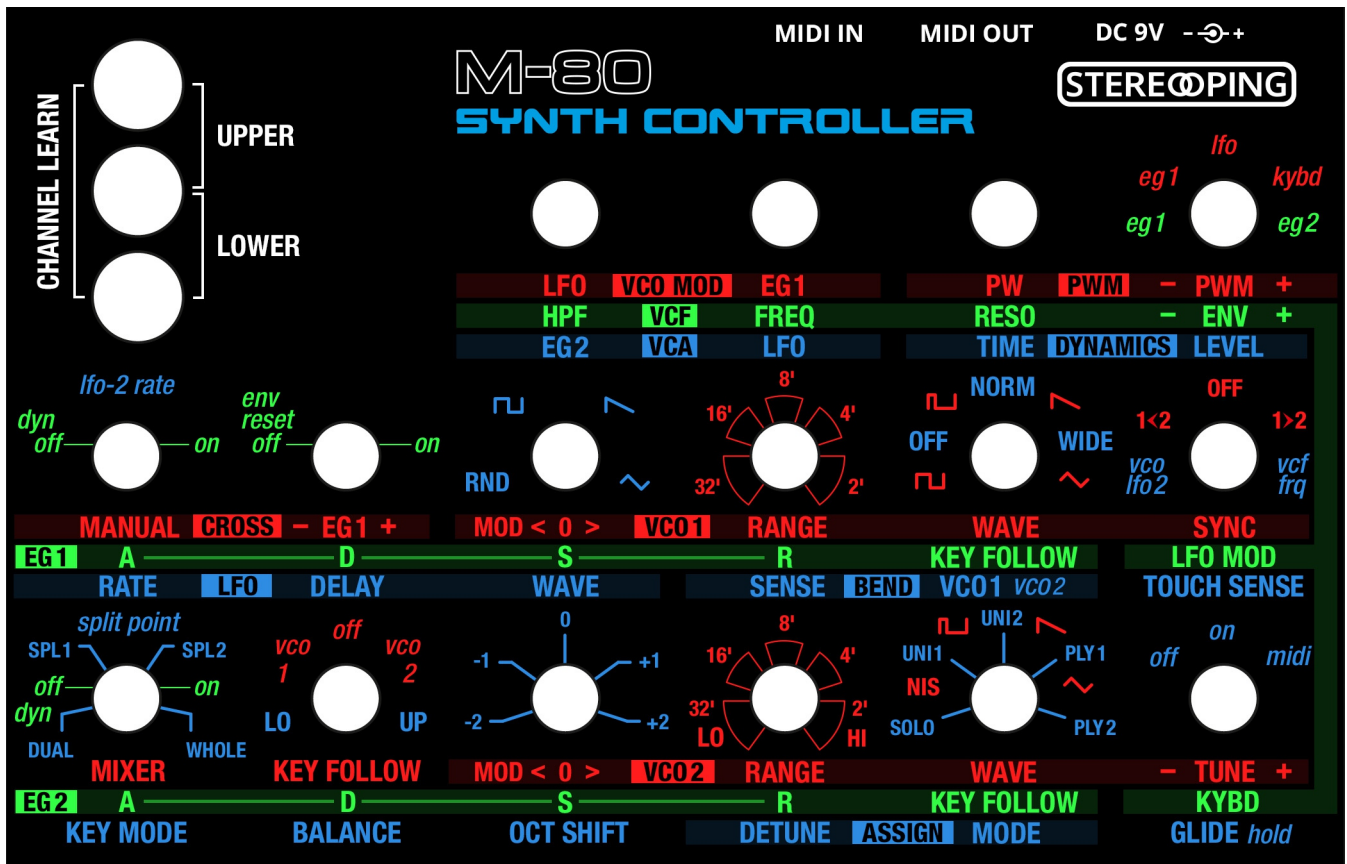 MIDI IN MIDI OUT DC 9V - +
M-80
STEREOOPING
SYNTH CONTROLLER
CHANNEL LEARN
UPPER
LOWER
lfo
eg1 kybd
eg1 eg2
LFO VCO MOD EG1 PW PWM - PWM +
HPF VCF FREQ RESO - ENV +
EG2 VCA LFO TIME DYNAMICS LEVEL
lfo-2 rate
dyn
off on
env
reset
off on
RND
8'
16' 4'
32' 2'
NORM
OFF WIDE
OFF
1<2 1>2
vco
lfo2
vcf
frq
MANUAL CROSS - EG1 + MOD < 0 > VCO1 RANGE WAVE SYNC
EG1 A D S R KEY FOLLOW LFO MOD
RATE LFO DELAY WAVE SENSE BEND VCO1 vco2 TOUCH SENSE
split point
SPL1 SPL2
off on
dyn
DUAL WHOLE
off
vco
1
vco
2
LO UP
0
-1 +1
-2 +2
8'
16' 4'
32' 2'
LO HI
UNI2
UNI1 PLY1
NIS
SOLO PLY2
on
off midi
MIXER KEY FOLLOW MOD < 0 > VCO2 RANGE WAVE - TUNE +
EG2 A D S R KEY FOLLOW KYBD
KEY MODE BALANCE OCT SHIFT DETUNE ASSIGN MODE GLIDE hold